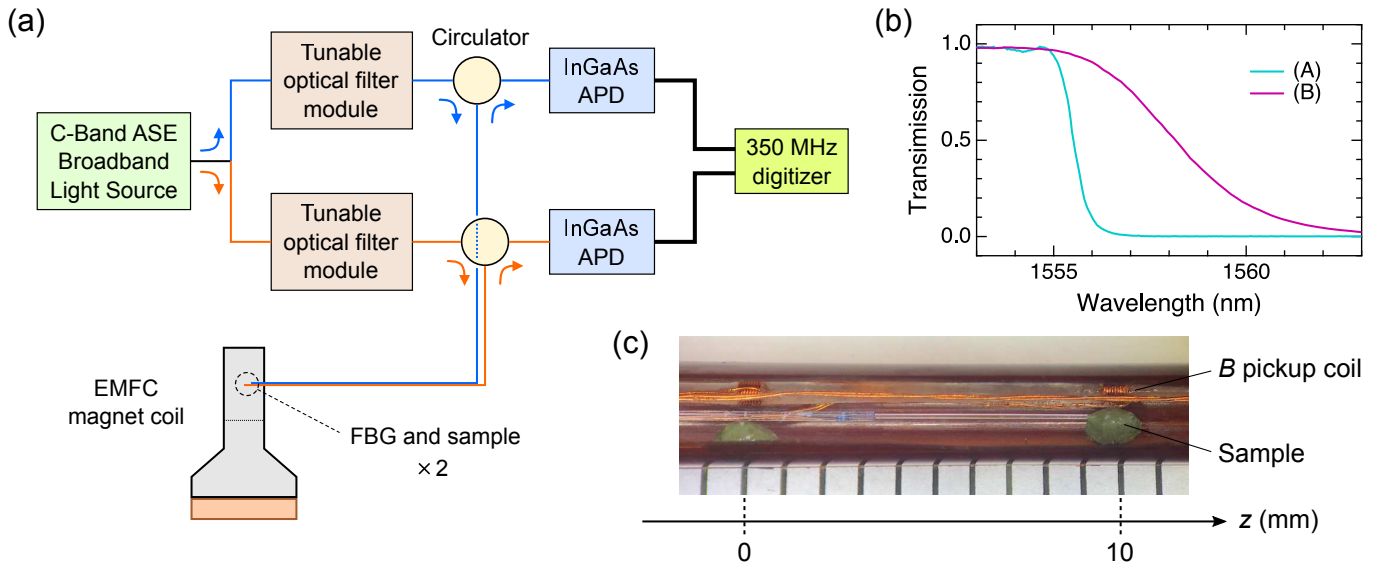 (a)
C-Band ASE
Broadband
Light Source
Tunable
optical filter
module
Circulator
InGaAs
APD
350 MHz
digitizer
Tunable
optical filter
module
InGaAs
APD
EMFC
magnet coil
FBG and sample
× 2
(b)
Transimission
1.0
0.5
0.0
(A)
(B)
1555
1560
Wavelength (nm)
(c)
B pickup coil
Sample
z (mm)
0
10